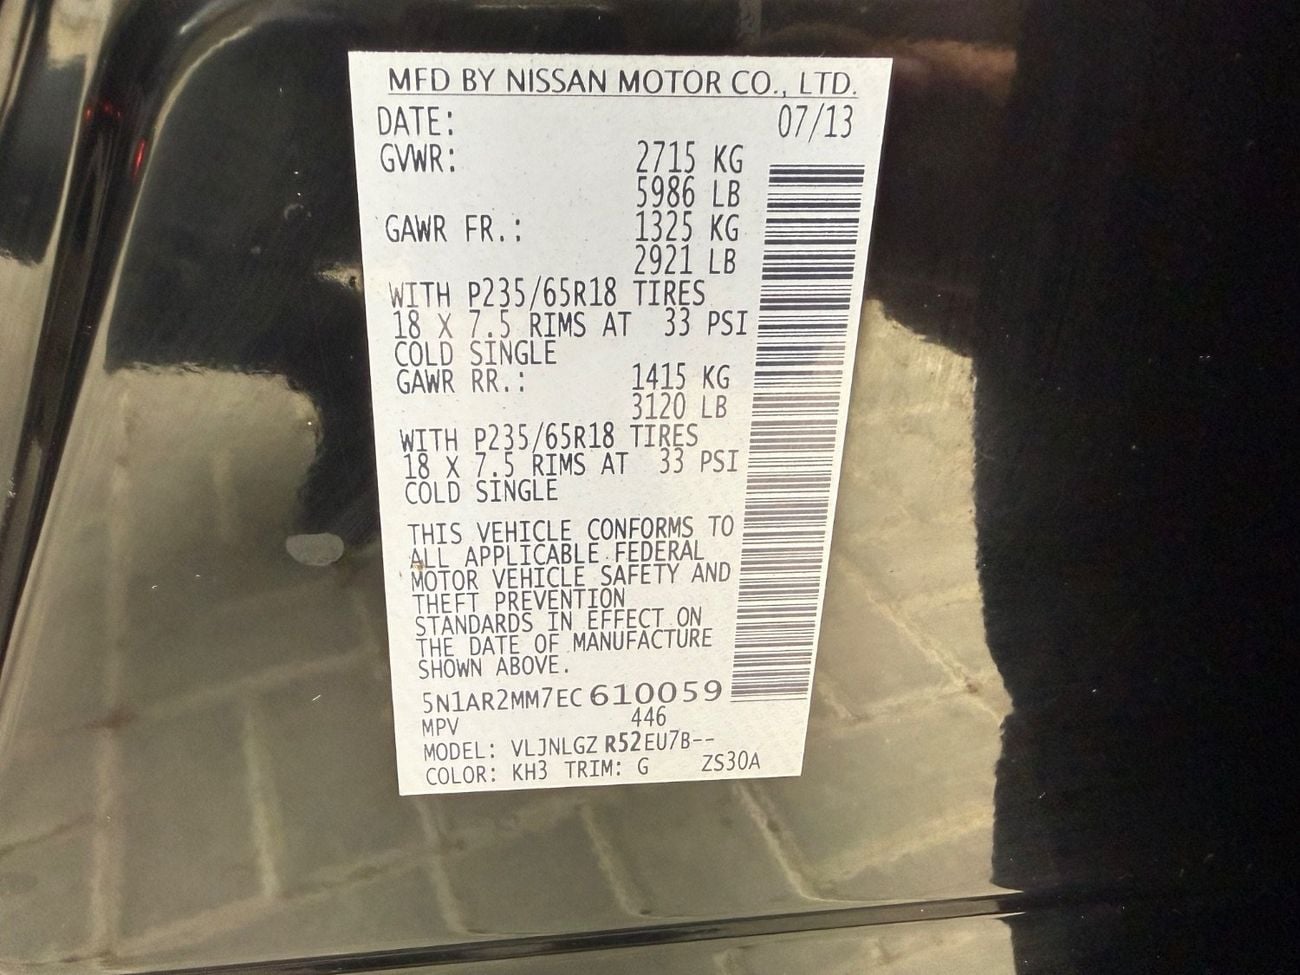 MFD BY NISSAN MOTOR CO., LTD.
DATE: 07/13
GVWR: 2715 KG
5986 LB
GAWR FR.: 1325 KG
2921 LB
WITH P235/65R18 TIRES
18 X 7.5 RIMS AT 33 PSI
COLD SINGLE
GAWR RR.: 1415 KG
3120 LB
WITH P235/65R18 TIRES
18 X 7.5 RIMS AT 33 PSI
COLD SINGLE
THIS VEHICLE CONFORMS TO
ALL APPLICABLE FEDERAL
MOTOR VEHICLE SAFETY AND
THEFT PREVENTION
STANDARDS IN EFFECT ON
THE DATE OF MANUFACTURE
SHOWN ABOVE.
5N1AR2MM7EC610059
MPV 446
MODEL: VLJNLGZ R52EU7B--
COLOR: KH3 TRIM: G ZS30A